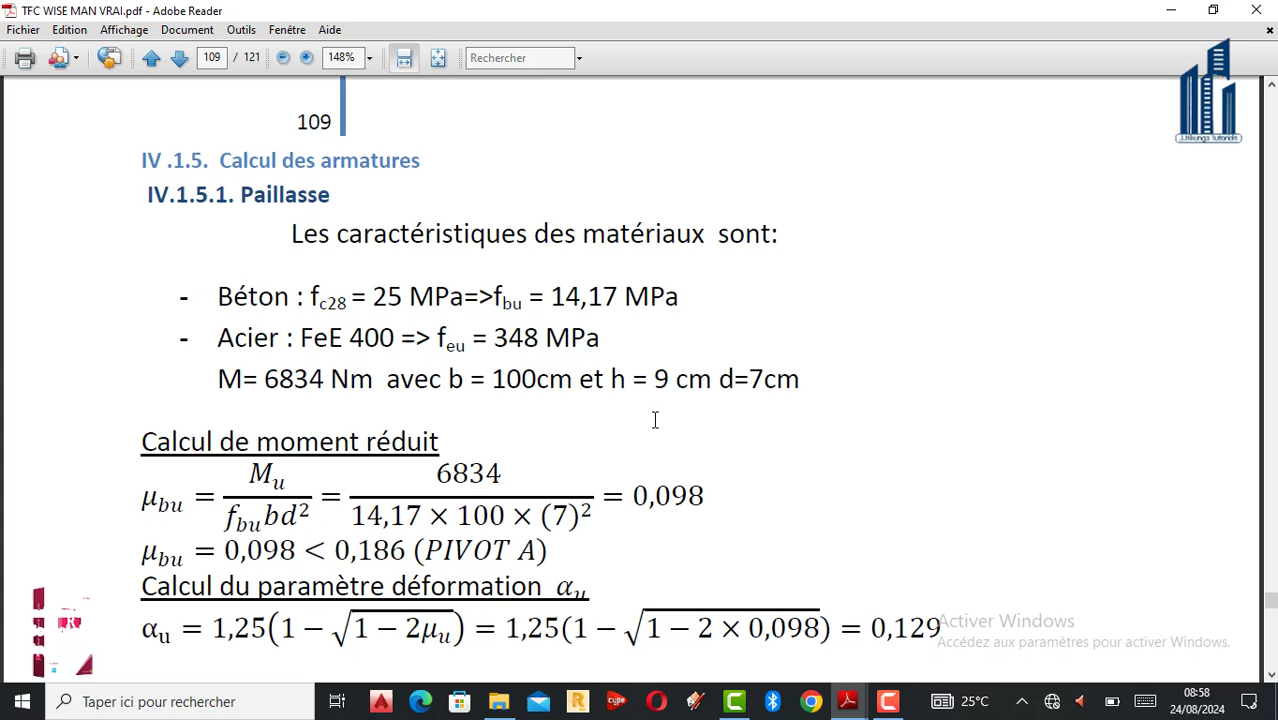 TFC WISE MAN VRAI.pdf - Adobe Reader
Fichier Edition Affichage Document Outils Fenêtre Aide
109 / 121 148% Rechercher
J.Nkunga Tutoriels
109
IV .1.5. Calcul des armatures
IV.1.5.1. Paillasse
Les caractéristiques des matériaux sont:
- Béton : fc28 = 25 MPa=>fbu = 14,17 MPa
- Acier : FeE 400 => feu = 348 MPa
M= 6834 Nm avec b = 100cm et h = 9 cm d=7cm
Calcul de moment réduit
μbu = Mu / fbu bd² = 6834 / 14,17 × 100 × (7)² = 0,098
μbu = 0,098 < 0,186 (PIVOT A)
Calcul du paramètre déformation αu
αu = 1,25(1 − √1 − 2μu) = 1,25(1 − √1 − 2 × 0,098) = 0,129
Activer Windows
Accédez aux paramètres pour activer Windows.
Taper ici pour rechercher
25°C
08:58
24/08/2024